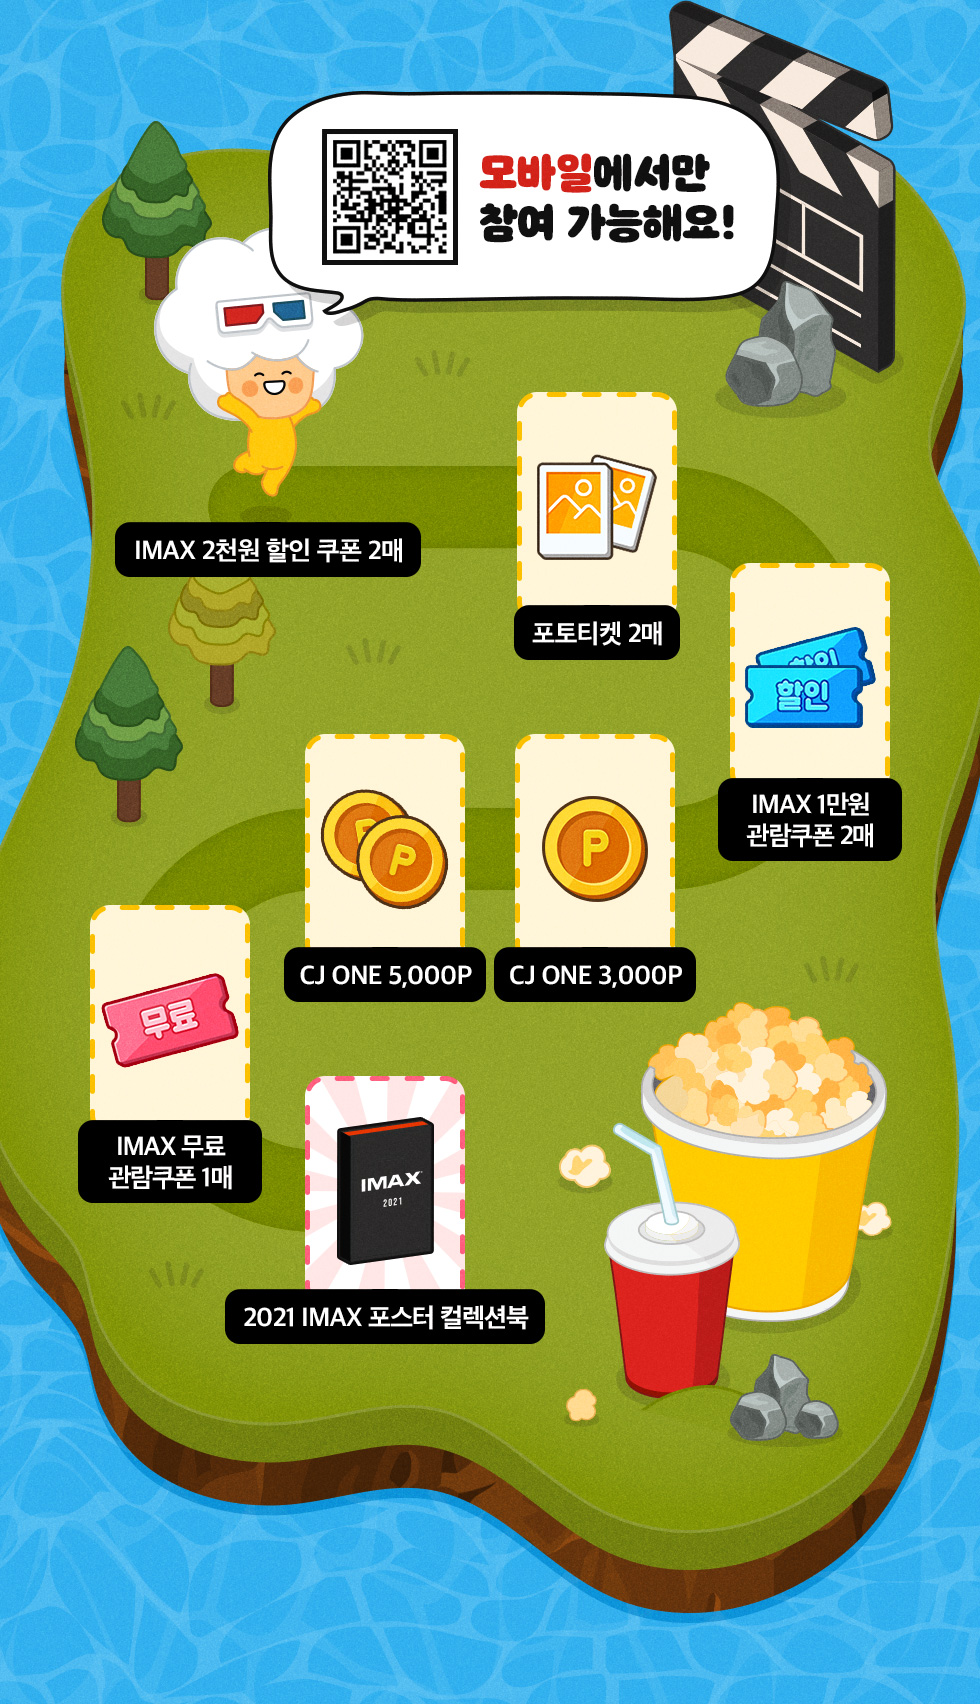 모바일에서만
참여 가능해요!
IMAX 2천원 할인 쿠폰 2매
포토티켓 2매
할인
할인
IMAX 1만원
관람쿠폰 2매
P
P
P
CJ ONE 5,000P
CJ ONE 3,000P
무료
IMAX 무료
관람쿠폰 1매
IMAX
2021
2021 IMAX 포스터 컬렉션북